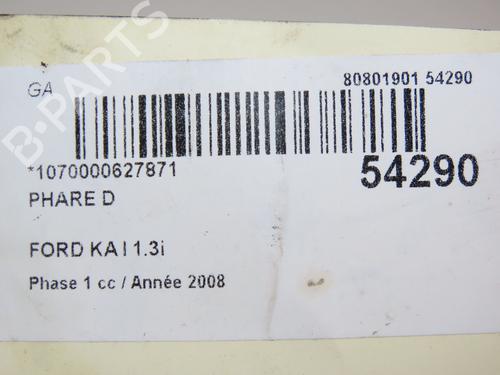 GA
80801901 54290
*1070000627871
54290
PHARE D
FORD KA I 1.3i
Phase 1 cc / Année 2008
B-PARTS